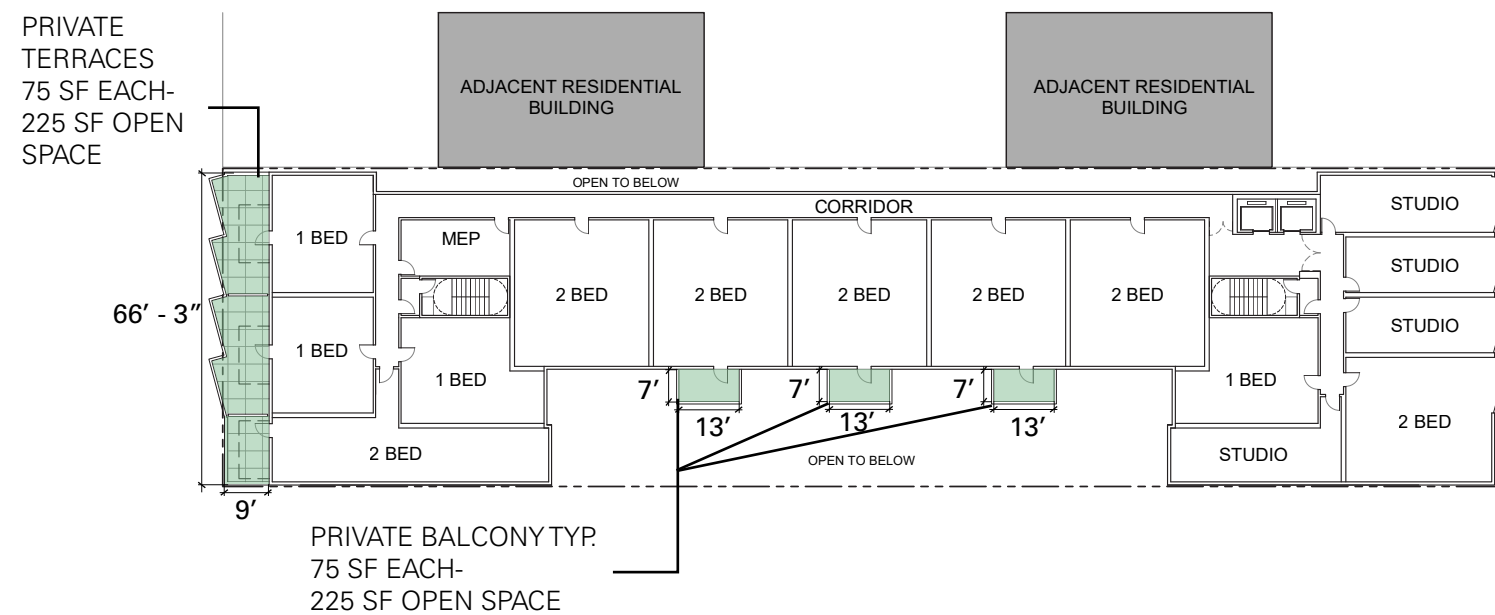 PRIVATE
TERRACES
75 SF EACH-
225 SF OPEN
SPACE
ADJACENT RESIDENTIAL
BUILDING
ADJACENT RESIDENTIAL
BUILDING
OPEN TO BELOW
CORRIDOR
STUDIO
1 BED
MEP
STUDIO
2 BED
2 BED
2 BED
2 BED
2 BED
66’ - 3”
STUDIO
1 BED
1 BED
1 BED
7’
7’
7’
13’
13’
13’
2 BED
2 BED
OPEN TO BELOW
STUDIO
9’
PRIVATE BALCONY TYP.
75 SF EACH-
225 SF OPEN SPACE